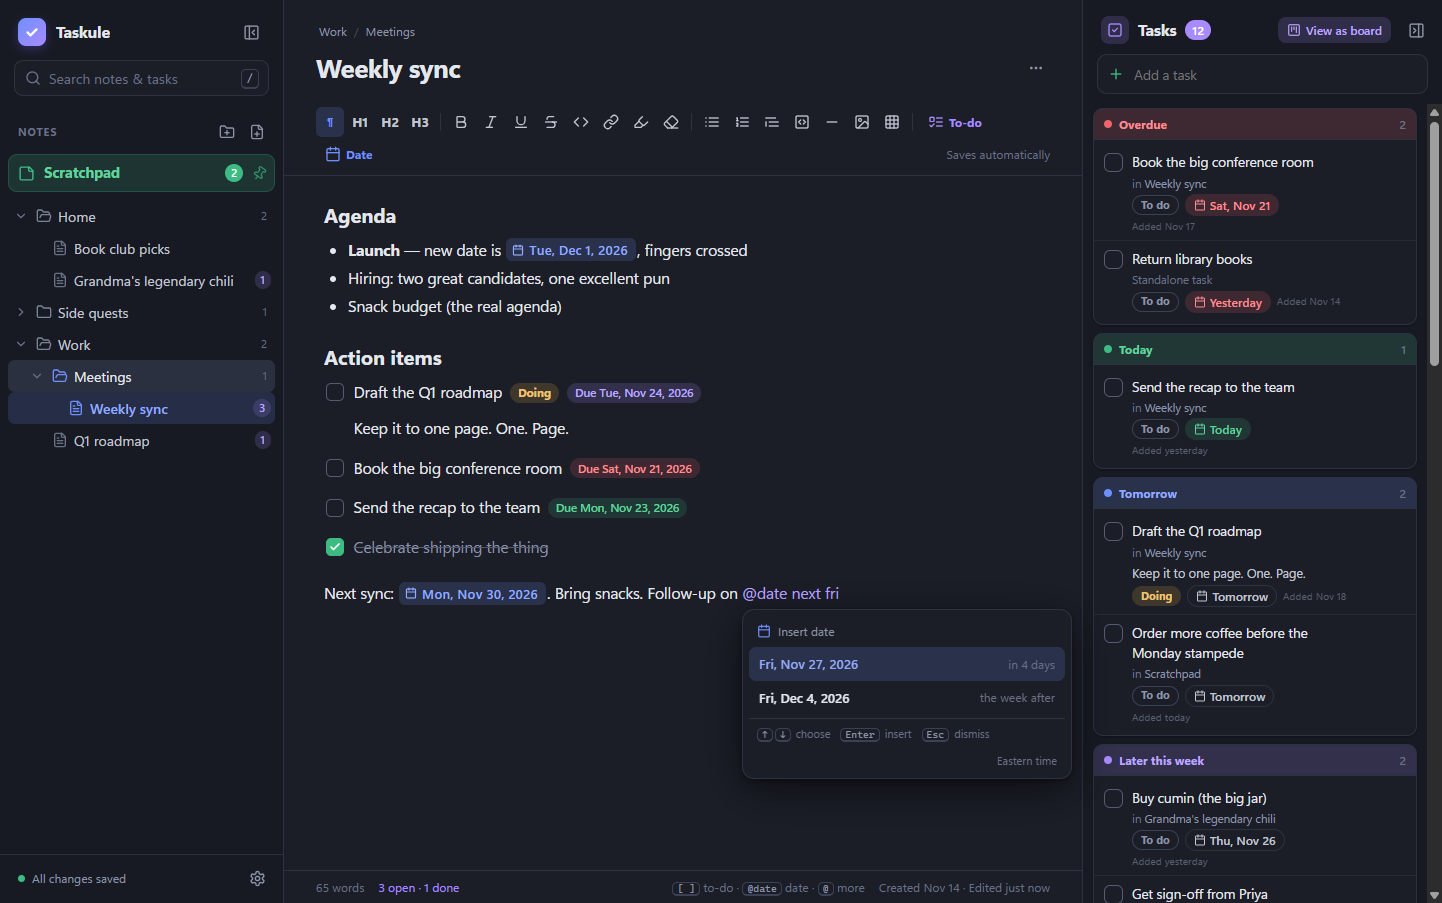 Taskule
Search notes & tasks /
NOTES
Scratchpad 2
Home 2
Book club picks
Grandma's legendary chili 1
Side quests 1
Work 2
Meetings 1
Weekly sync 3
Q1 roadmap 1
All changes saved
Work / Meetings
Weekly sync
¶ H1 H2 H3 B I U S To-do
Date Saves automatically
Agenda
• Launch — new date is Tue, Dec 1, 2026 , fingers crossed
• Hiring: two great candidates, one excellent pun
• Snack budget (the real agenda)
Action items
Draft the Q1 roadmap Doing Due Tue, Nov 24, 2026
Keep it to one page. One. Page.
Book the big conference room Due Sat, Nov 21, 2026
Send the recap to the team Due Mon, Nov 23, 2026
Celebrate shipping the thing
Next sync: Mon, Nov 30, 2026 . Bring snacks. Follow-up on @date next fri
Insert date
Fri, Nov 27, 2026 in 4 days
Fri, Dec 4, 2026 the week after
↑ ↓ choose Enter insert Esc dismiss
Eastern time
65 words 3 open · 1 done [ ] to-do · @date date · @ more Created Nov 14 · Edited just now
Tasks 12 View as board
+ Add a task
Overdue 2
Book the big conference room
in Weekly sync
To do Sat, Nov 21
Added Nov 17
Return library books
Standalone task
To do Yesterday Added Nov 14
Today 1
Send the recap to the team
in Weekly sync
To do Today
Added yesterday
Tomorrow 2
Draft the Q1 roadmap
in Weekly sync
Keep it to one page. One. Page.
Doing Tomorrow Added Nov 18
Order more coffee before the
Monday stampede
in Scratchpad
To do Tomorrow
Added today
Later this week 2
Buy cumin (the big jar)
in Grandma's legendary chili
To do Thu, Nov 26
Added yesterday
Get sign-off from Priya